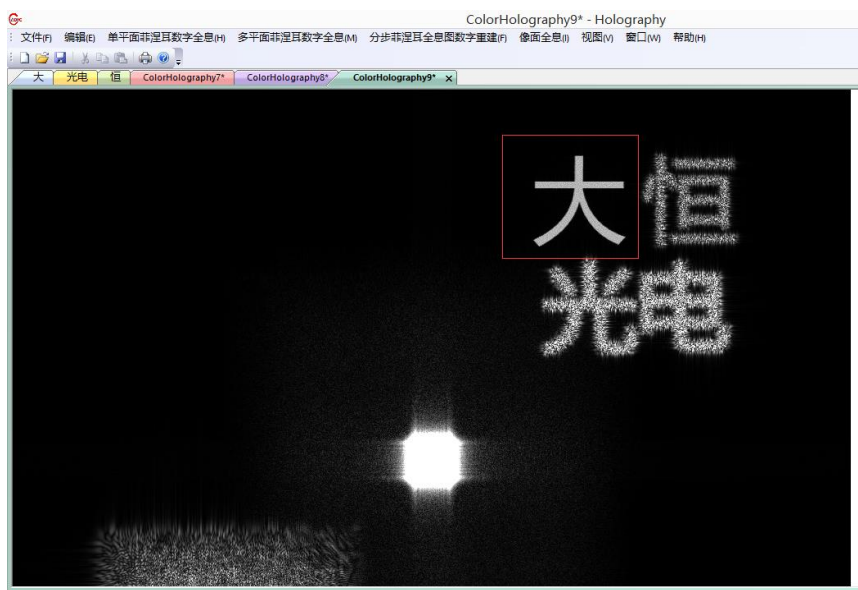 ColorHolography9* - Holography
文件(F) 编辑(E) 单平面菲涅耳数字全息(H) 多平面菲涅耳数字全息(M) 分步菲涅耳全息图数字重建(F) 像面全息(I) 视图(V) 窗口(W) 帮助(H)
大 光电 恒 ColorHolography7* ColorHolography8* ColorHolography9* ×
大恒
光电